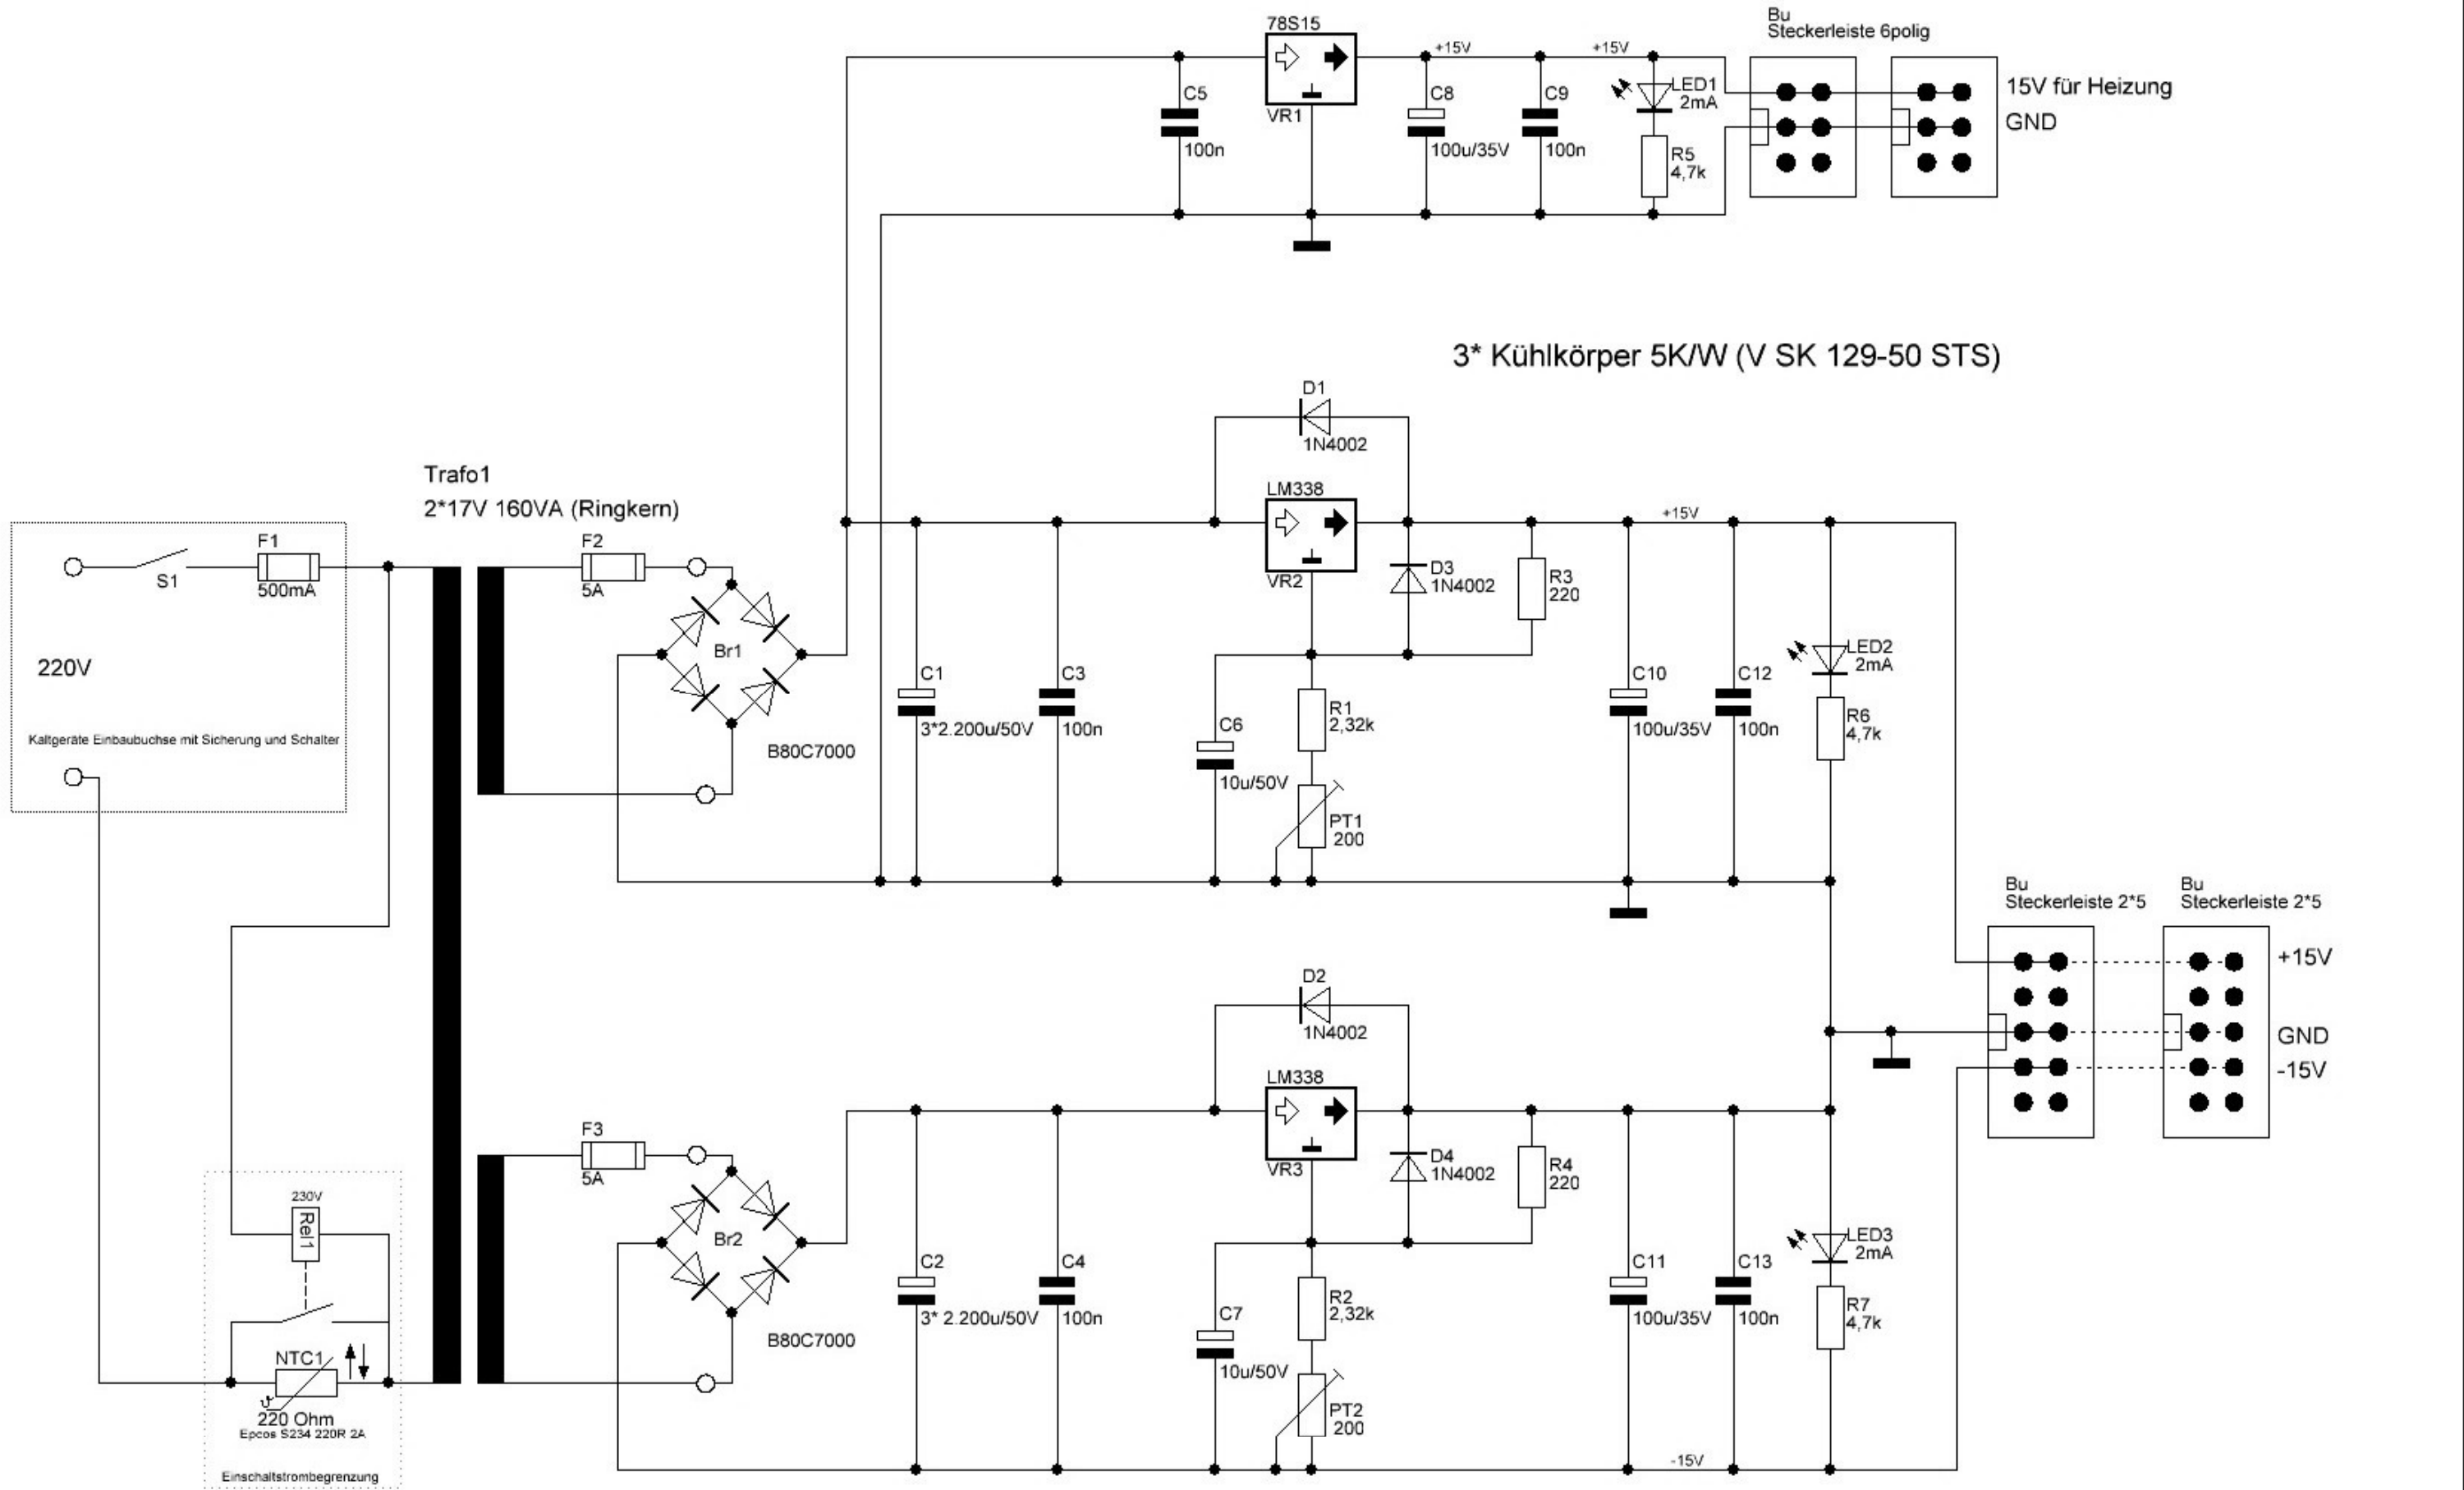 78S15
VR1
C5
100n
+15V
C8
100u/35V
C9
100n
+15V
LED1
2mA
R5
4,7k
Bu
Steckerleiste 6polig
15V für Heizung
GND
3* Kühlkörper 5K/W (V SK 129-50 STS)
Trafo1
2*17V 160VA (Ringkern)
220V
S1
F1
500mA
Kaltgeräte Einbaubuchse mit Sicherung und Schalter
F2
5A
Br1
B80C7000
C1
3*2.200u/50V
C3
100n
D1
1N4002
LM338
VR2
D3
1N4002
R3
220
C6
10u/50V
R1
2,32k
PT1
200
+15V
C10
100u/35V
C12
100n
LED2
2mA
R6
4,7k
Bu
Steckerleiste 2*5
Bu
Steckerleiste 2*5
+15V
GND
-15V
230V
Rel1
NTC1
220 Ohm
Epcos S234 220R 2A
Einschaltstrombegrenzung
F3
5A
Br2
B80C7000
C2
3* 2.200u/50V
C4
100n
D2
1N4002
LM338
VR3
D4
1N4002
R4
220
C7
10u/50V
R2
2,32k
PT2
200
C11
100u/35V
C13
100n
LED3
2mA
R7
4,7k
-15V